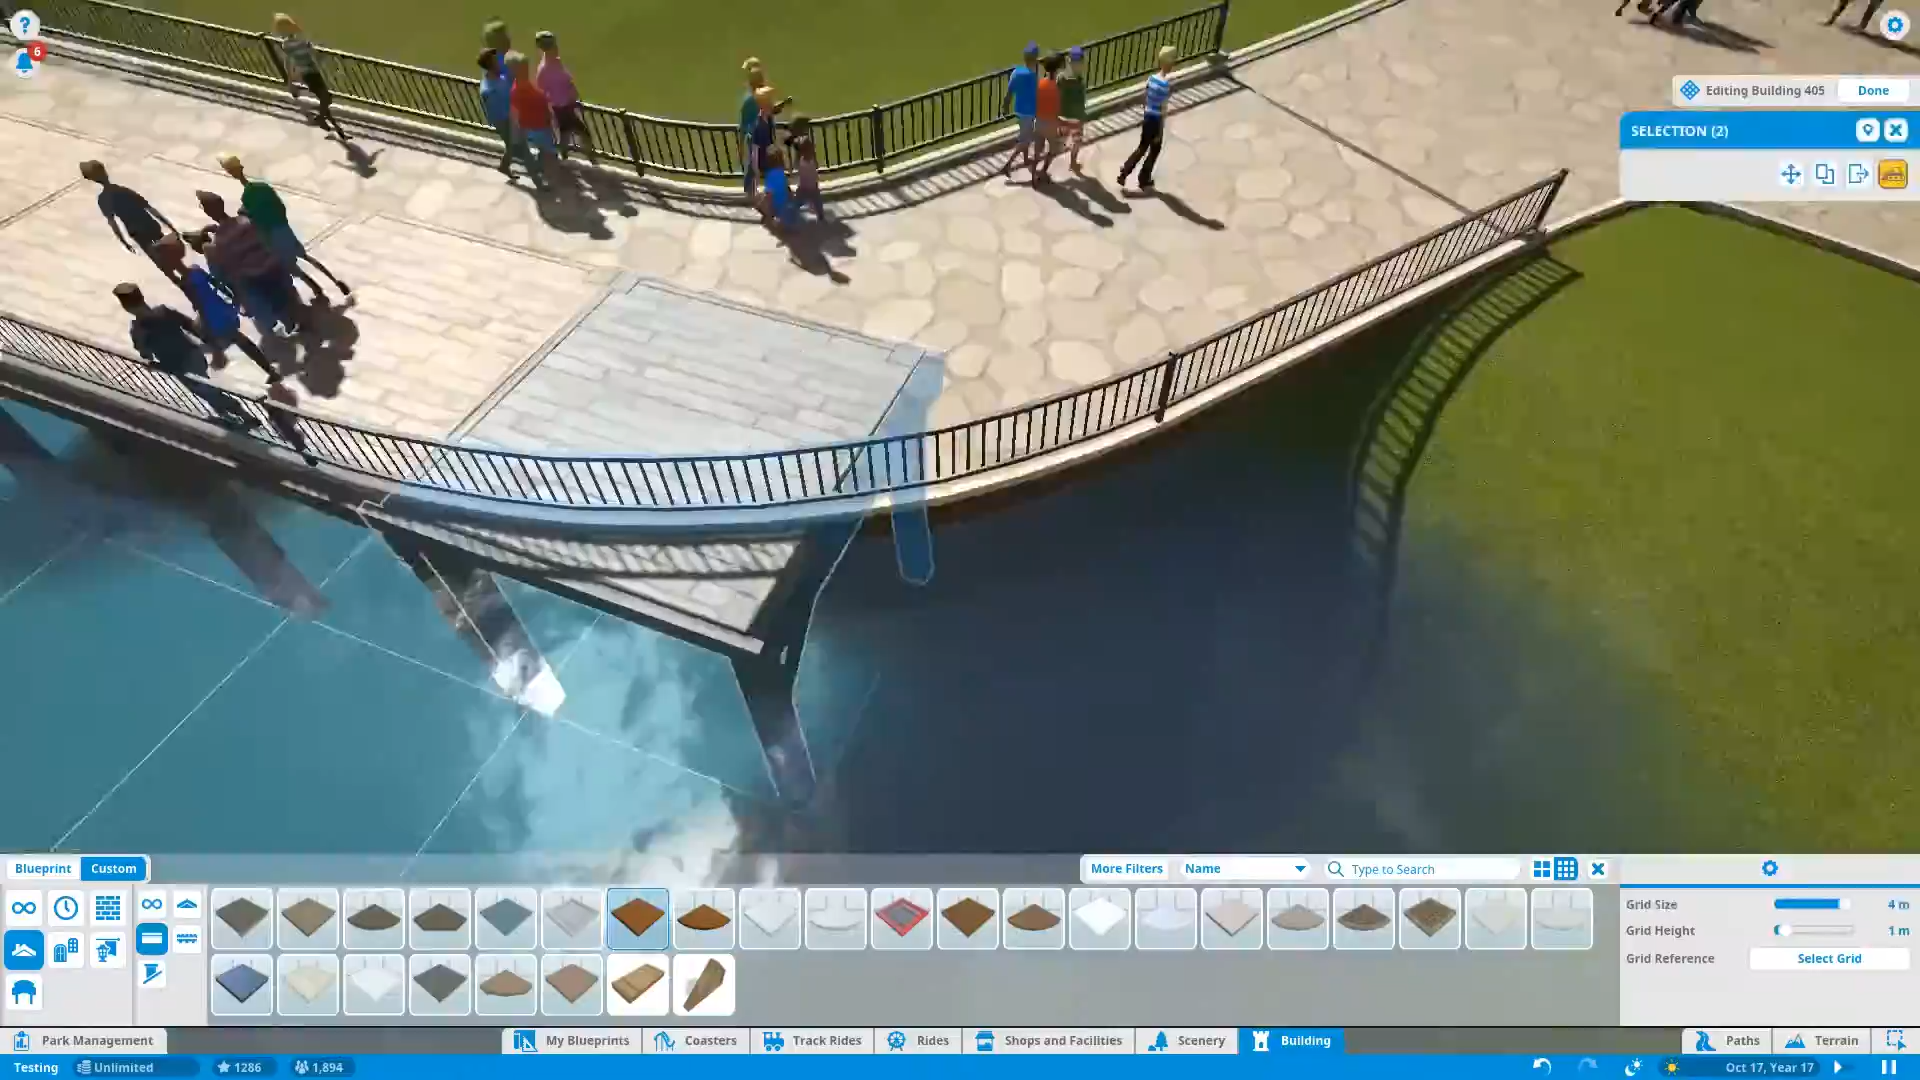 ?
6
Editing Building 405
Done
SELECTION (2)
Blueprint
Custom
More Filters
Name
Type to Search
Grid Size
4 m
Grid Height
1 m
Grid Reference
Select Grid
Park Management
My Blueprints
Coasters
Track Rides
Rides
Shops and Facilities
Scenery
Building
Paths
Terrain
Testing
Unlimited
1286
1,894
Oct 17, Year 17